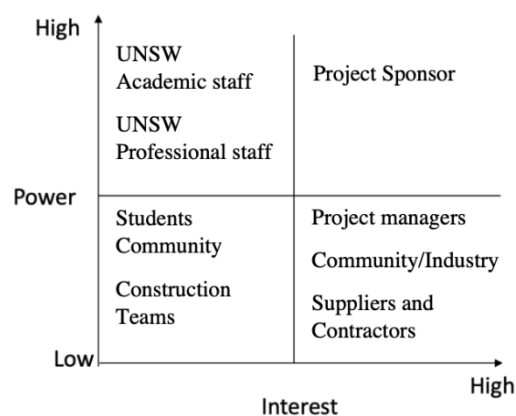 High
UNSW
Academic staff
Project Sponsor
UNSW
Professional staff
Power
Students
Community
Project managers
Community/Industry
Construction
Teams
Suppliers and
Contractors
Low
High
Interest